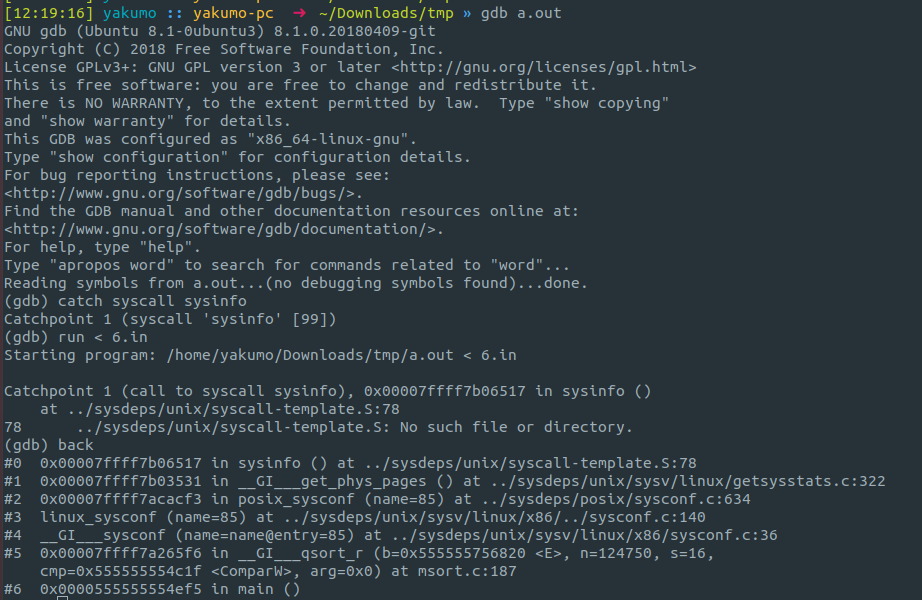 [12:19:16] yakumo :: yakumo-pc ➜ ~/Downloads/tmp » gdb a.out
GNU gdb (Ubuntu 8.1-0ubuntu3) 8.1.0.20180409-git
Copyright (C) 2018 Free Software Foundation, Inc.
License GPLv3+: GNU GPL version 3 or later <http://gnu.org/licenses/gpl.html>
This is free software: you are free to change and redistribute it.
There is NO WARRANTY, to the extent permitted by law.  Type "show copying"
and "show warranty" for details.
This GDB was configured as "x86_64-linux-gnu".
Type "show configuration" for configuration details.
For bug reporting instructions, please see:
<http://www.gnu.org/software/gdb/bugs/>.
Find the GDB manual and other documentation resources online at:
<http://www.gnu.org/software/gdb/documentation/>.
For help, type "help".
Type "apropos word" to search for commands related to "word"...
Reading symbols from a.out...(no debugging symbols found)...done.
(gdb) catch syscall sysinfo
Catchpoint 1 (syscall 'sysinfo' [99])
(gdb) run < 6.in
Starting program: /home/yakumo/Downloads/tmp/a.out < 6.in

Catchpoint 1 (call to syscall sysinfo), 0x00007ffff7b06517 in sysinfo ()
    at ../sysdeps/unix/syscall-template.S:78
78      ../sysdeps/unix/syscall-template.S: No such file or directory.
(gdb) back
#0  0x00007ffff7b06517 in sysinfo () at ../sysdeps/unix/syscall-template.S:78
#1  0x00007ffff7b03531 in __GI___get_phys_pages () at ../sysdeps/unix/sysv/linux/getsysstats.c:322
#2  0x00007ffff7acacf3 in posix_sysconf (name=85) at ../sysdeps/posix/sysconf.c:634
#3  linux_sysconf (name=85) at ../sysdeps/unix/sysv/linux/x86/../sysconf.c:140
#4  __GI___sysconf (name=name@entry=85) at ../sysdeps/unix/sysv/linux/x86/sysconf.c:36
#5  0x00007ffff7a265f6 in __GI___qsort_r (b=0x555555756820 <E>, n=124750, s=16,
    cmp=0x555555554c1f <ComparW>, arg=0x0) at msort.c:187
#6  0x0000555555554ef5 in main ()